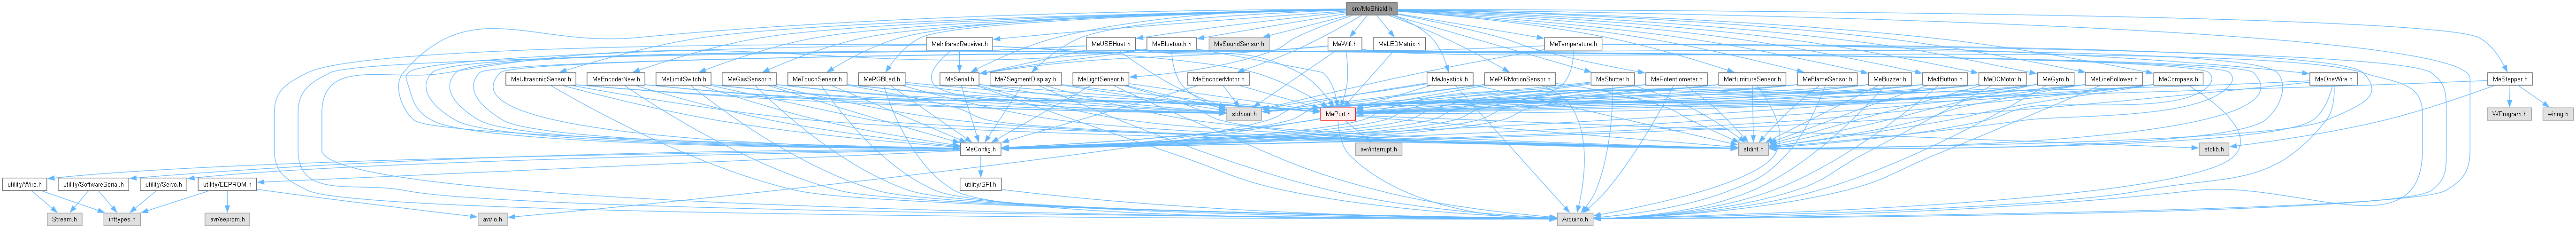 src/MeShield.h
MeInfraredReceiver.h
MeUSBHost.h
MeBluetooth.h
MeSoundSensor.h
MeWifi.h
MeLEDMatrix.h
MeTemperature.h
MeUltrasonicSensor.h
MeEncoderNew.h
MeLimitSwitch.h
MeGasSensor.h
MeTouchSensor.h
MeRGBLed.h
MeSerial.h
Me7SegmentDisplay.h
MeLightSensor.h
MeEncoderMotor.h
MeJoystick.h
MePIRMotionSensor.h
MeShutter.h
MePotentiometer.h
MeHumitureSensor.h
MeFlameSensor.h
MeBuzzer.h
Me4Button.h
MeDCMotor.h
MeGyro.h
MeLineFollower.h
MeCompass.h
MeOneWire.h
MeStepper.h
stdbool.h
MePort.h
WProgram.h
wiring.h
MeConfig.h
avr/interrupt.h
stdint.h
stdlib.h
utility/Wire.h
utility/SoftwareSerial.h
utility/Servo.h
utility/EEPROM.h
utility/SPI.h
Stream.h
inttypes.h
avr/eeprom.h
avr/io.h
Arduino.h